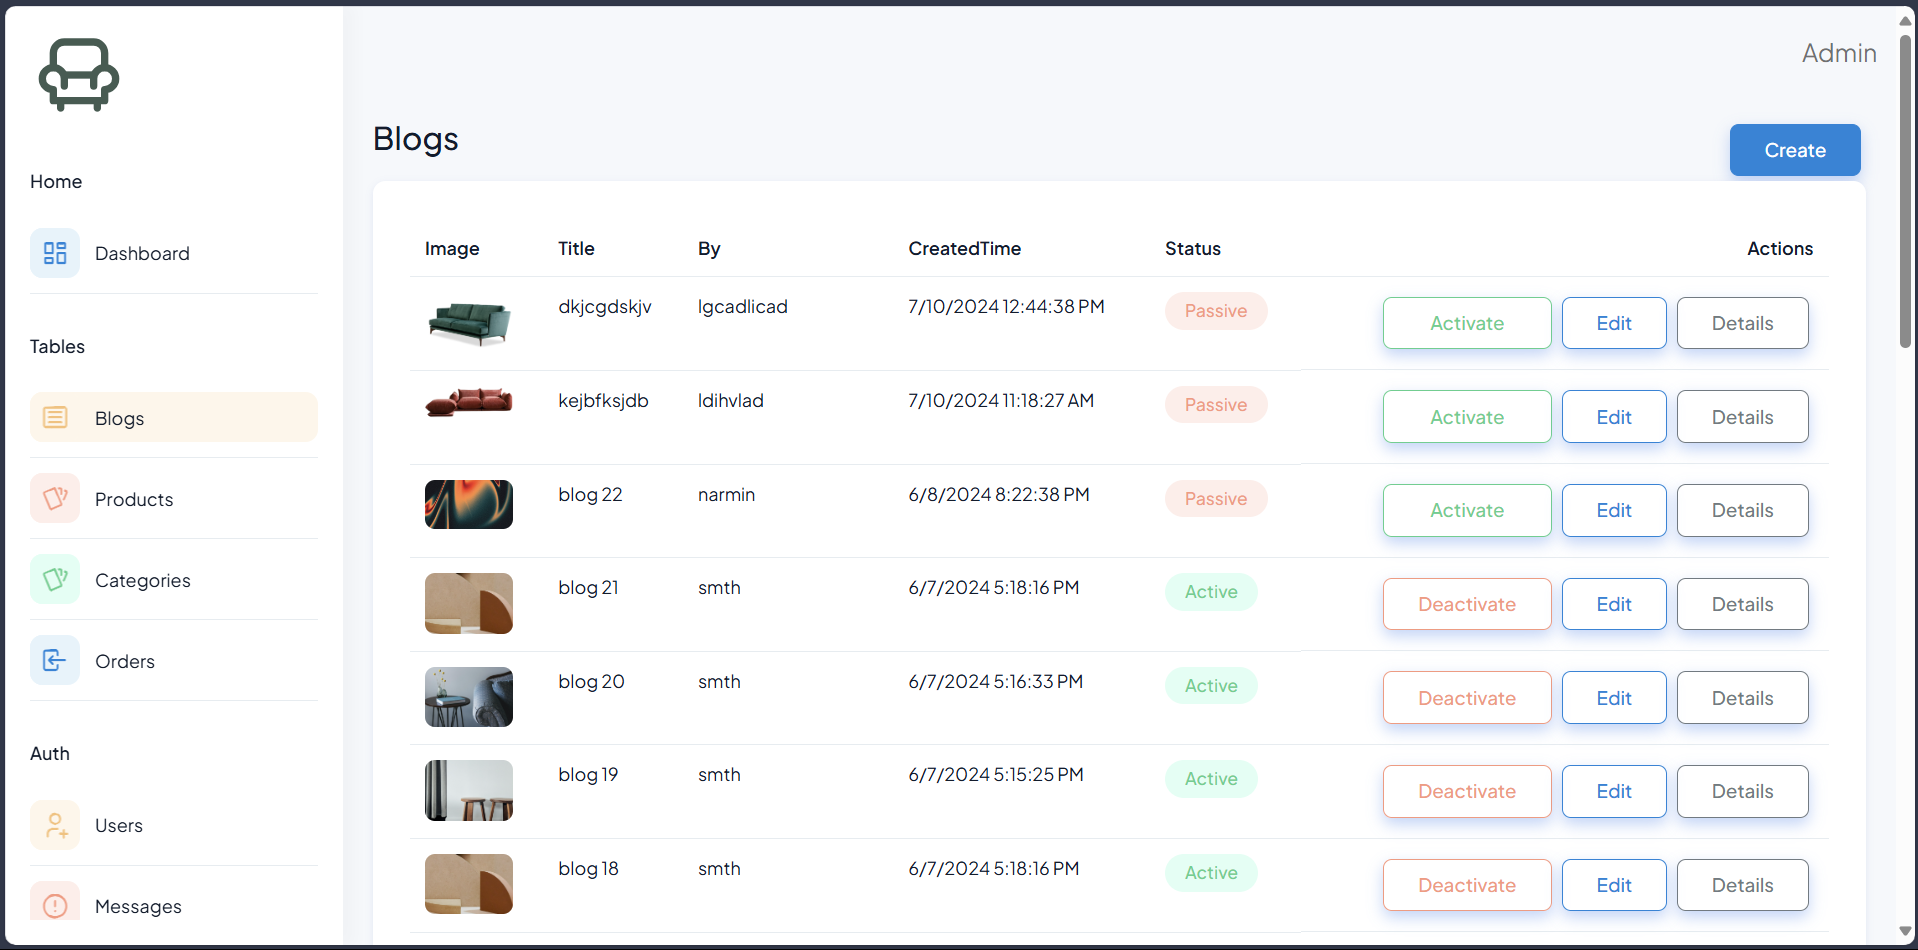 Admin
Home
Dashboard
Tables
Blogs
Products
Categories
Orders
Auth
Users
Messages
Blogs
Create
Image Title By CreatedTime Status Actions
dkjcgdskjv lgcadlicad 7/10/2024 12:44:38 PM Passive Activate Edit Details
kejbfksjdb ldihvlad 7/10/2024 11:18:27 AM Passive Activate Edit Details
blog 22 narmin 6/8/2024 8:22:38 PM Passive Activate Edit Details
blog 21 smth 6/7/2024 5:18:16 PM Active Deactivate Edit Details
blog 20 smth 6/7/2024 5:16:33 PM Active Deactivate Edit Details
blog 19 smth 6/7/2024 5:15:25 PM Active Deactivate Edit Details
blog 18 smth 6/7/2024 5:18:16 PM Active Deactivate Edit Details